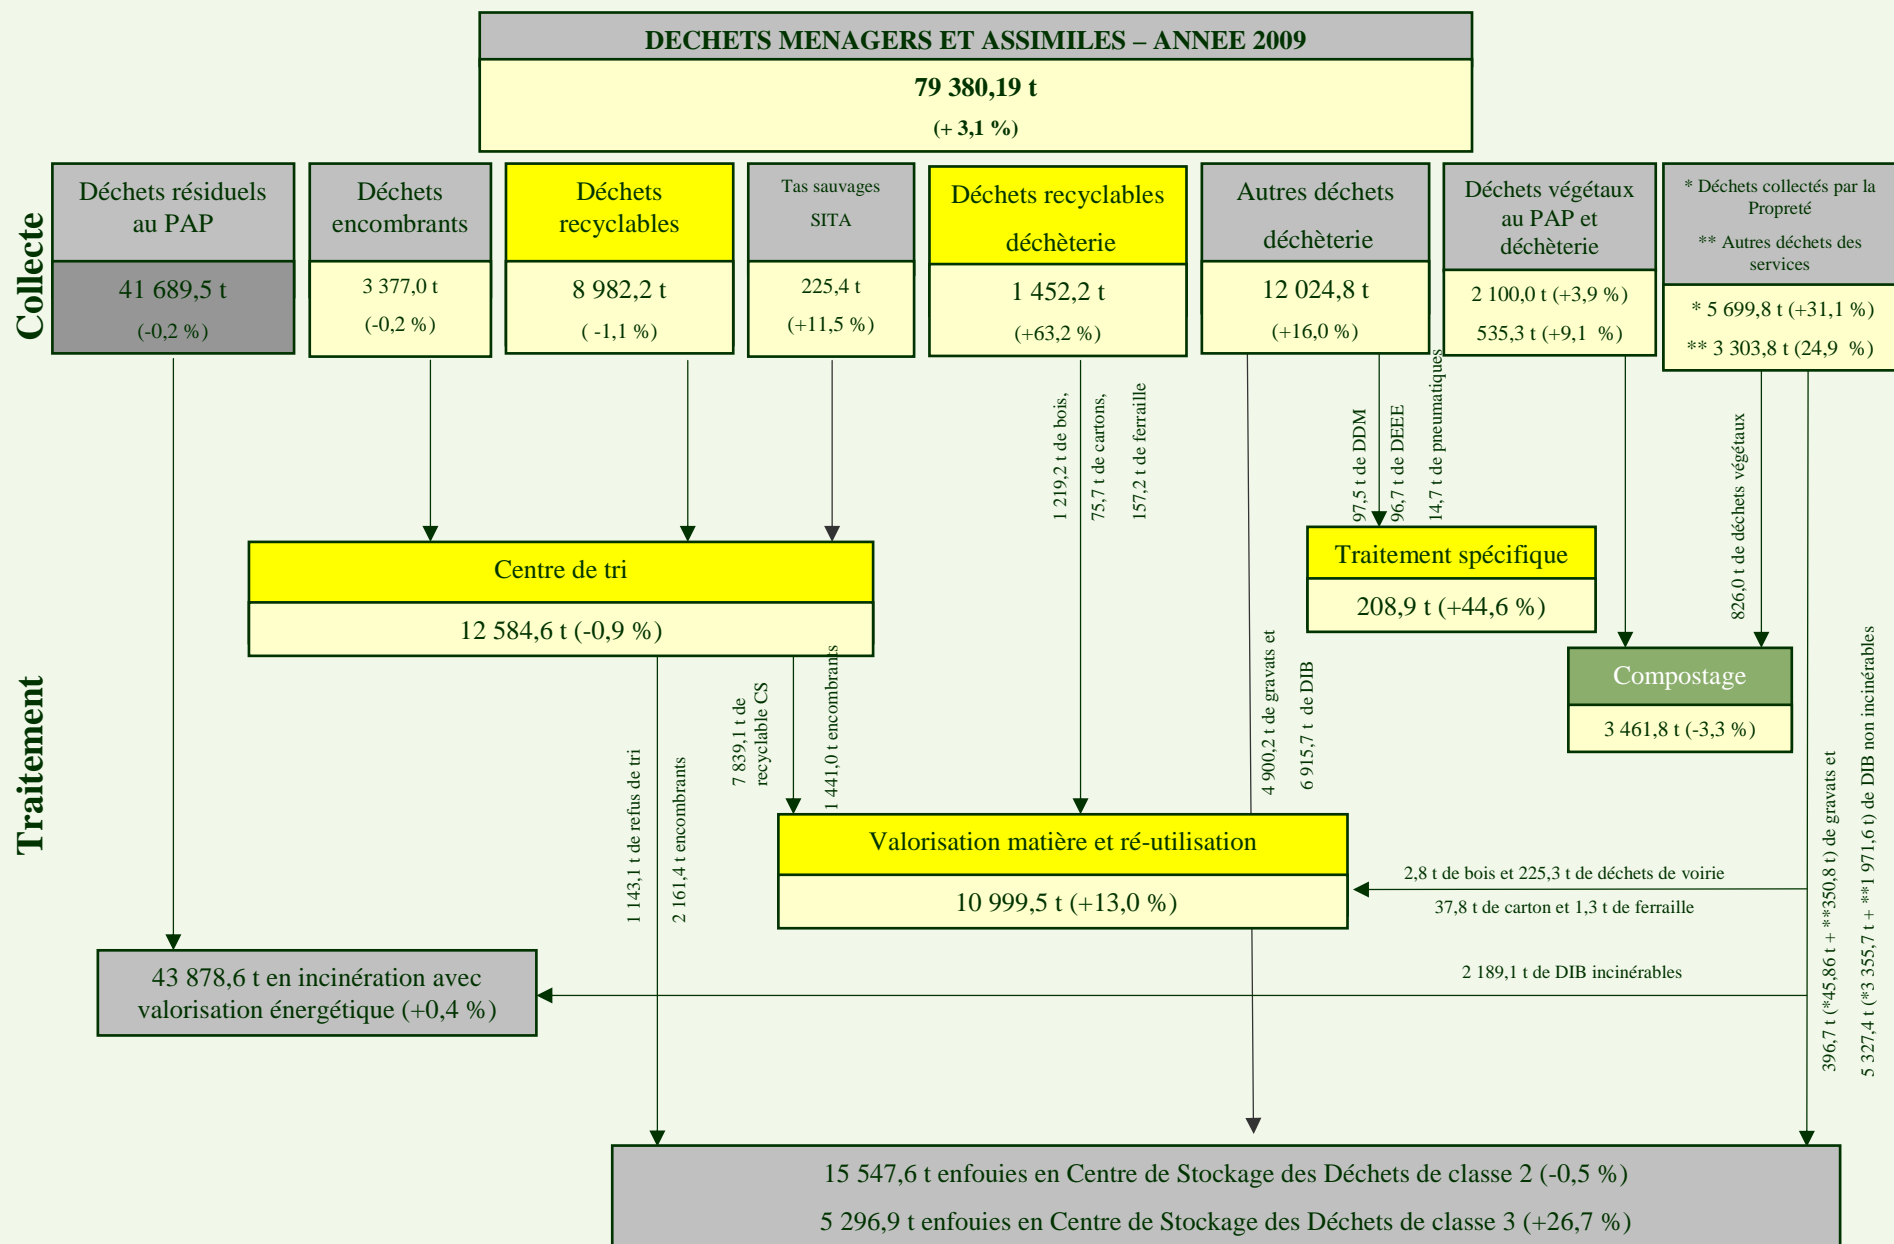 DECHETS MENAGERS ET ASSIMILES – ANNEE 2009
79 380,19 t
(+ 3,1 %)
Collecte
Déchets résiduels
au PAP
41 689,5 t
(-0,2 %)
Déchets
encombrants
3 377,0 t
(-0,2 %)
Déchets
recyclables
8 982,2 t
( -1,1 %)
Tas sauvages
SITA
225,4 t
(+11,5 %)
Déchets recyclables
déchèterie
1 452,2 t
(+63,2 %)
Autres déchets
déchèterie
12 024,8 t
(+16,0 %)
Déchets végétaux
au PAP et
déchèterie
2 100,0 t (+3,9 %)
535,3 t (+9,1  %)
* Déchets collectés par la
Propreté
** Autres déchets des
services
* 5 699,8 t (+31,1 %)
** 3 303,8 t (24,9  %)
1 219,2 t de bois,
75,7 t de cartons,
157,2 t de ferraille
97,5 t de DDM
96,7 t de DEEE
14,7 t de pneumatiques
826,0 t de déchets végétaux
Traitement
Centre de tri
12 584,6 t (-0,9 %)
Traitement spécifique
208,9 t (+44,6 %)
Compostage
3 461,8 t (-3,3 %)
1 143,1 t de refus de tri
2 161,4 t encombrants
7 839,1 t de
recyclable CS
1 441,0 t encombrants
4 900,2 t de gravats et
6 915,7 t  de DIB
Valorisation matière et ré-utilisation
10 999,5 t (+13,0 %)
2,8 t de bois et 225,3 t de déchets de voirie
37,8 t de carton et 1,3 t de ferraille
396,7 t (*45,86 t + **350,8 t) de gravats et
5 327,4 t (*3 355,7 t + **1 971,6 t) de DIB non incinérables
43 878,6 t en incinération avec
valorisation énergétique (+0,4 %)
2 189,1 t de DIB incinérables
15 547,6 t enfouies en Centre de Stockage des Déchets de classe 2 (-0,5 %)
5 296,9 t enfouies en Centre de Stockage des Déchets de classe 3 (+26,7 %)